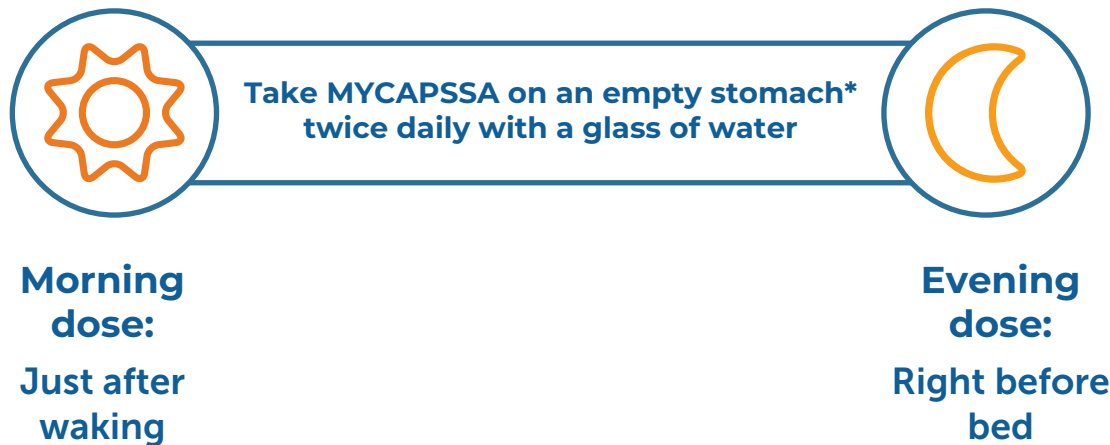 Take MYCAPSSA on an empty stomach*
twice daily with a glass of water
Morning
dose:
Just after
waking
Evening
dose:
Right before
bed